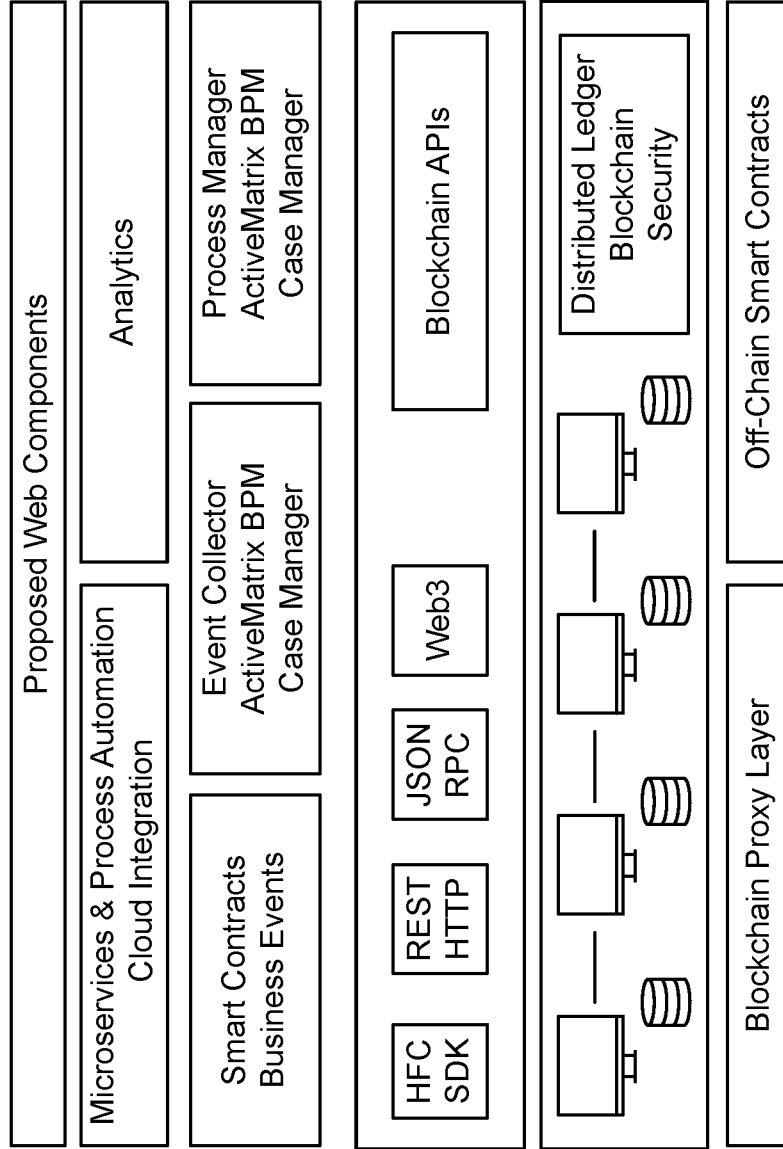 Proposed Web Components
Microservices & Process Automation
Cloud Integration
Analytics
Smart Contracts
Business Events
Event Collector
ActiveMatrix BPM
Case Manager
Process Manager
ActiveMatrix BPM
Case Manager
HFC
SDK
REST
HTTP
JSON
RPC
Web3
Blockchain APIs
Distributed Ledger
Blockchain
Security
Blockchain Proxy Layer
Off-Chain Smart Contracts